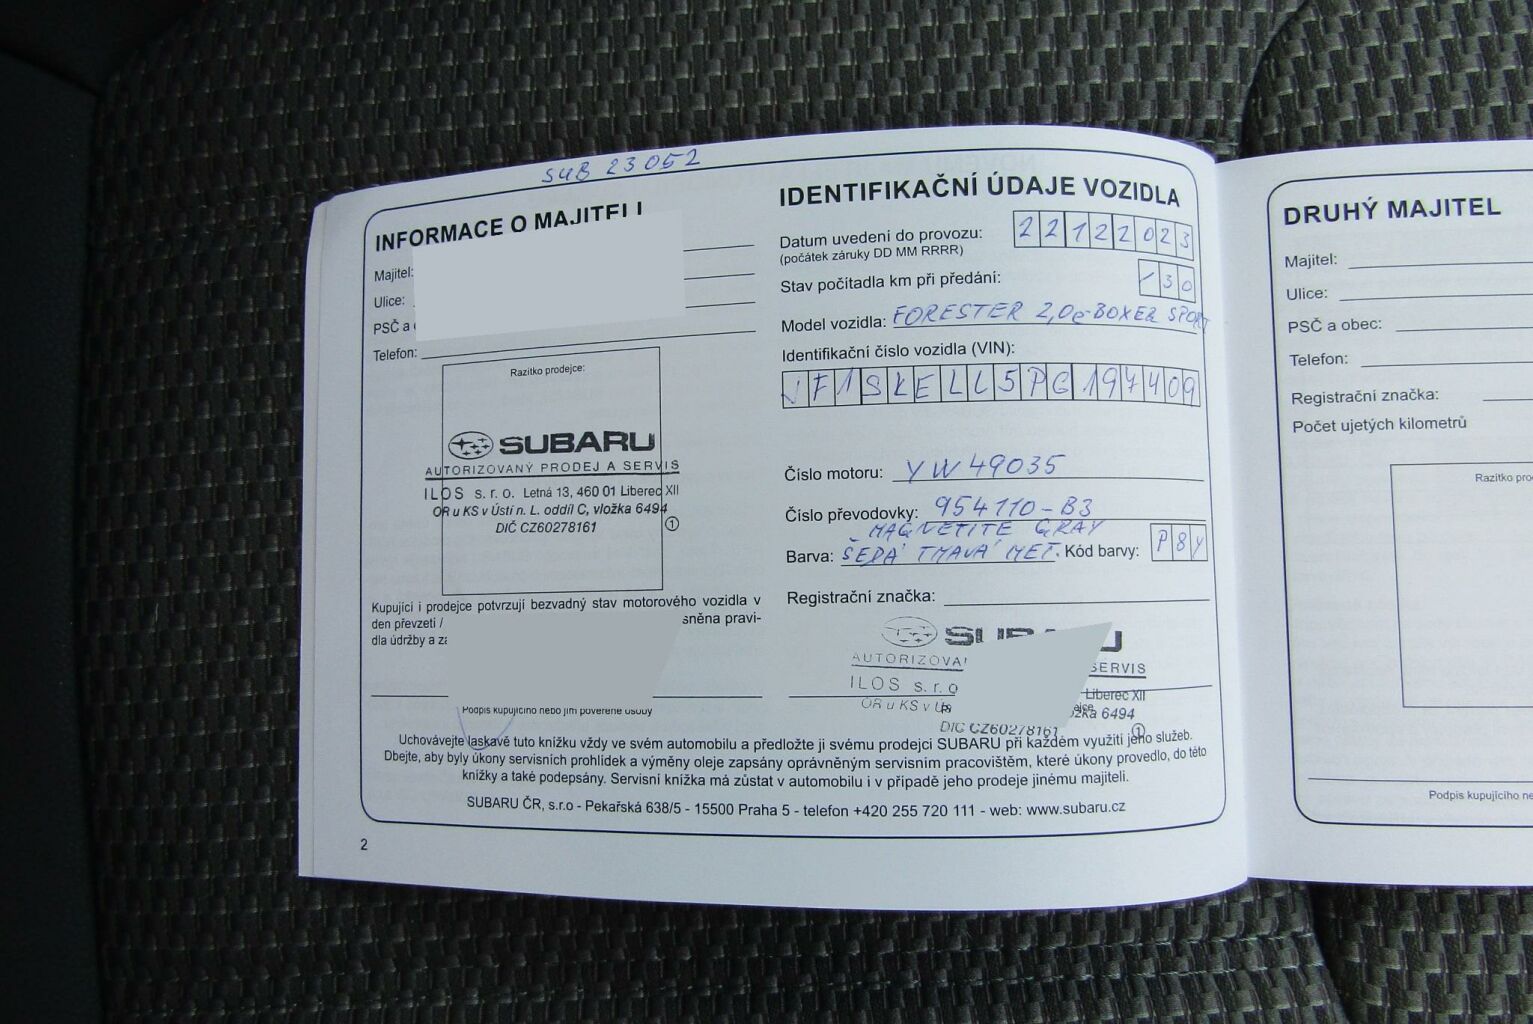 SUB 23052
INFORMACE O MAJITELI
Majitel:
Ulice:
PSČ a
Telefon:
Razítko prodejce:
SUBARU
AUTORIZOVANÝ PRODEJ A SERVIS
ILOS s. r. o. Letná 13, 460 01 Liberec XII
OR u KS v Ústí n. L. oddíl C, vložka 6494
DIČ CZ60278161
1
Kupující i prodejce potvrzují bezvadný stav motorového vozidla v
den převzetí / sněna pravi-
dla údržby a
Podpis kupujícího nebo jím pověřené osoby
IDENTIFIKAČNÍ ÚDAJE VOZIDLA
Datum uvedení do provozu: 22122023
(počátek záruky DD MM RRRR)
Stav počítadla km při předání: /30
Model vozidla: FORESTER 2,0e-BOXER SPORT
Identifikační číslo vozidla (VIN):
JF1SKELL5PG197409
Číslo motoru: YW49035
Číslo převodovky: 954110-B3
MAGNETITE GRAY
Barva: ŠEDÁ TMAVÁ MET. Kód barvy: P8Y
Registrační značka:
SUBARU
AUTORIZOVA SERVIS
ILOS s. r. o Liberec XII
OR u KS v Ús žka 6494
DIČ CZ60278161
1
Uchovávejte laskavě tuto knížku vždy ve svém automobilu a předložte ji svému prodejci SUBARU při každém využití jeho služeb.
Dbejte, aby byly úkony servisních prohlídek a výměny oleje zapsány oprávněným servisním pracovištěm, které úkony provedlo, do této
knížky a také podepsány. Servisní knížka má zůstat v automobilu i v případě jeho prodeje jinému majiteli.
SUBARU ČR, s.r.o - Pekařská 638/5 - 15500 Praha 5 - telefon +420 255 720 111 - web: www.subaru.cz
2
DRUHÝ MAJITEL
Majitel:
Ulice:
PSČ a obec:
Telefon:
Registrační značka:
Počet ujetých kilometrů
Razítko pro
Podpis kupujícího ne